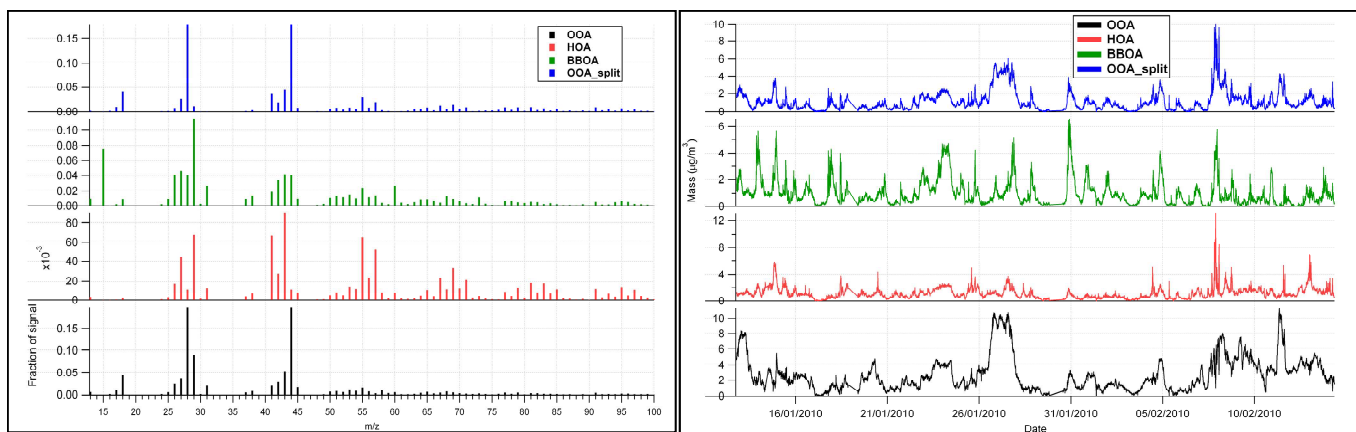 OOA
HOA
BBOA
OOA_split
0.15
0.10
0.05
0.00
0.10
0.08
0.06
0.04
0.02
0.00
80
60
40
20
0
x10⁻³
0.15
0.10
0.05
0.00
Fraction of signal
15 20 25 30 35 40 45 50 55 60 65 70 75 80 85 90 95 100
m/z
OOA
HOA
BBOA
OOA_split
10
8
6
4
2
0
6
4
2
0
12
8
4
0
10
8
6
4
2
0
Mass (µg/m³)
16/01/2010 21/01/2010 26/01/2010 31/01/2010 5/02/2010 10/02/2010
Date